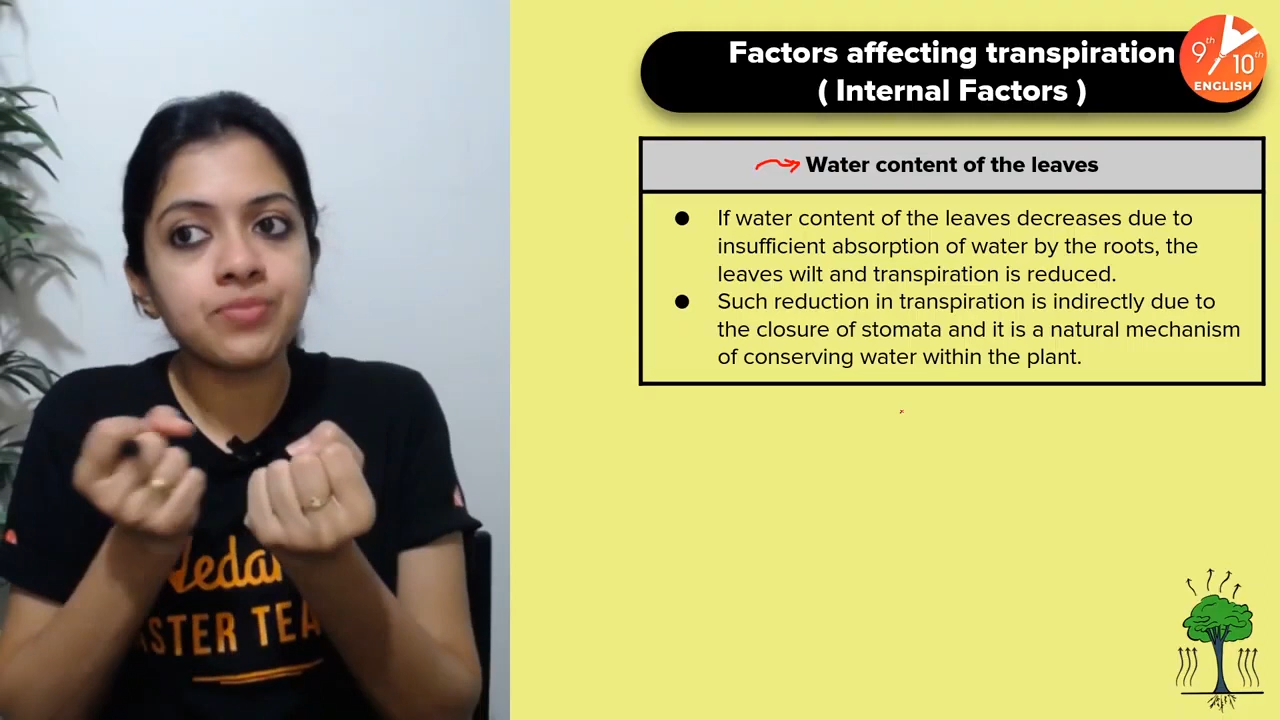 Factors affecting transpiration
( Internal Factors )
9th
10th
ENGLISH
Water content of the leaves
● If water content of the leaves decreases due to
insufficient absorption of water by the roots, the
leaves wilt and transpiration is reduced.
● Such reduction in transpiration is indirectly due to
the closure of stomata and it is a natural mechanism
of conserving water within the plant.